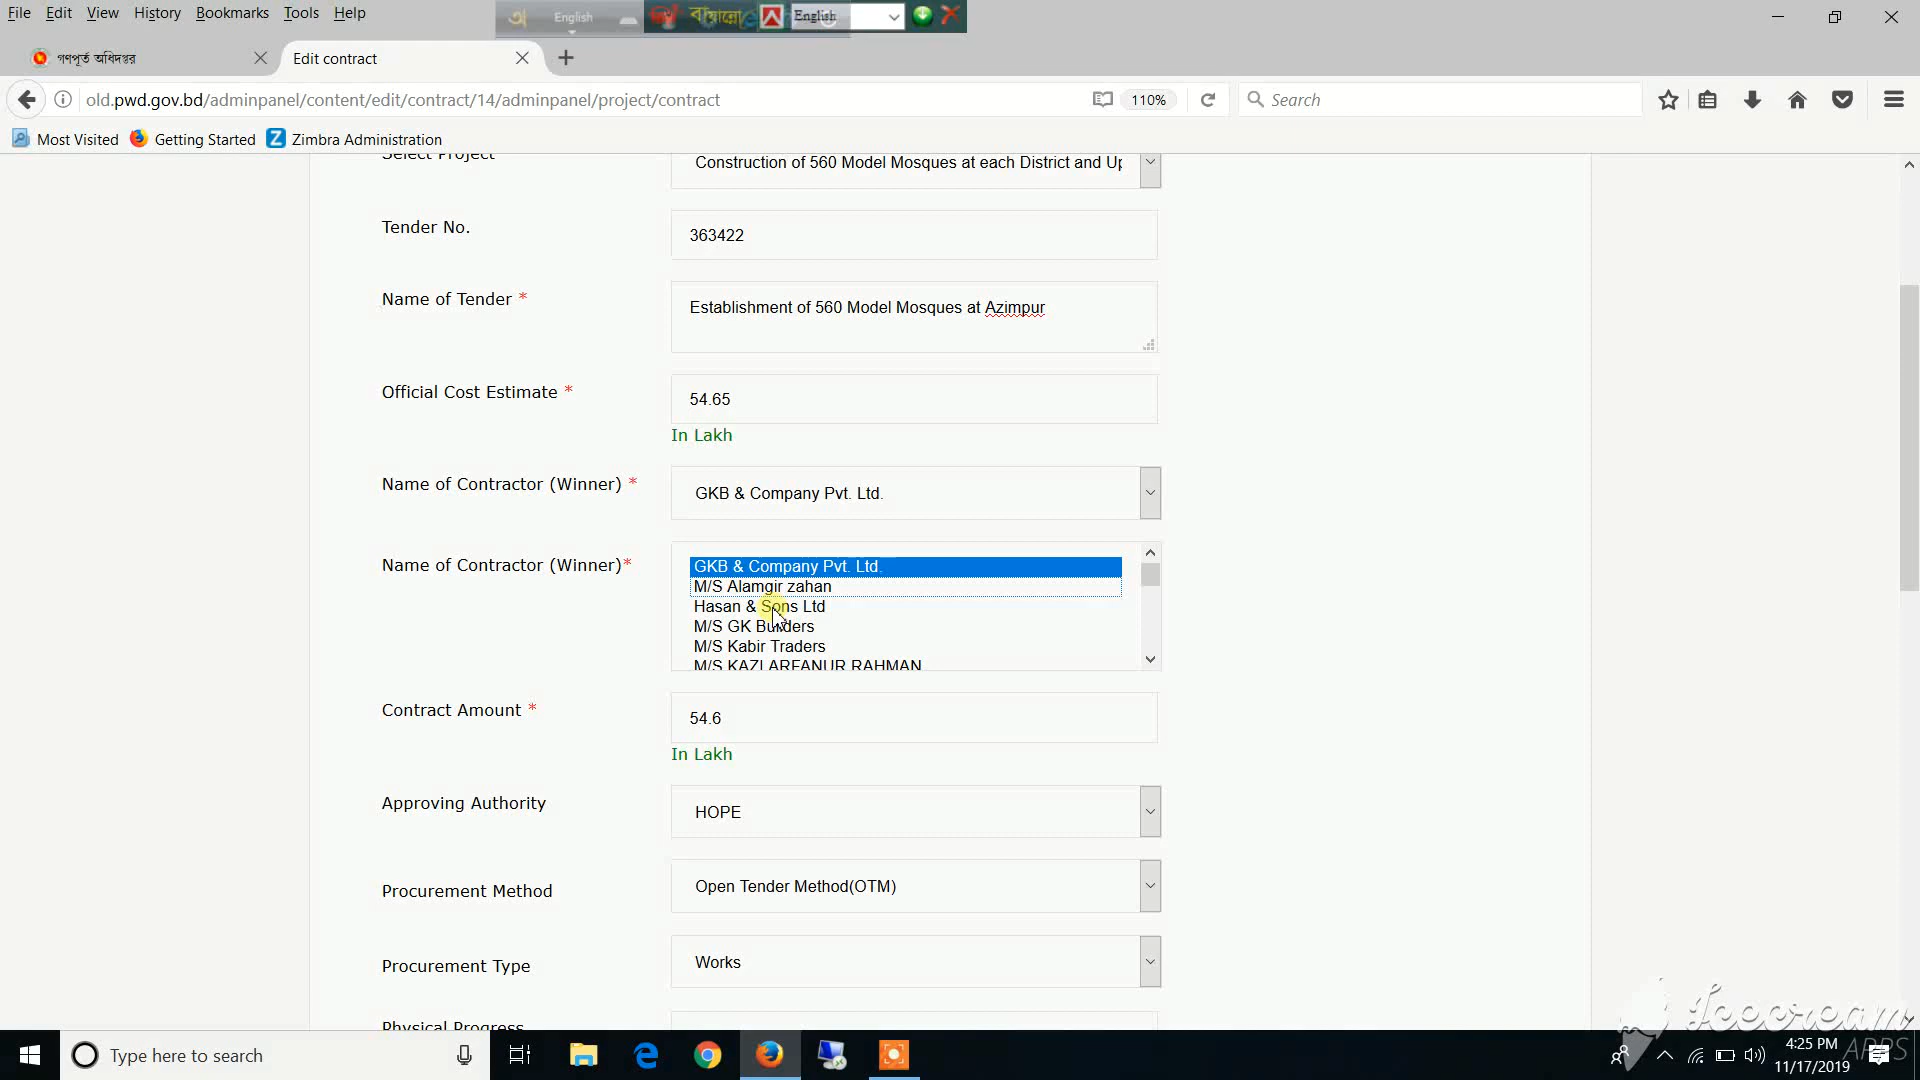 File Edit View History Bookmarks Tools Help
অ English বায়ান্নো English
গণপূর্ত অধিদপ্তর Edit contract
old.pwd.gov.bd/adminpanel/content/edit/contract/14/adminpanel/project/contract 110% Search
Most Visited Getting Started Zimbra Administration
Select Project Construction of 560 Model Mosques at each District and Up
Tender No. 363422
Name of Tender * Establishment of 560 Model Mosques at Azimpur
Official Cost Estimate * 54.65
In Lakh
Name of Contractor (Winner) * GKB & Company Pvt. Ltd.
Name of Contractor (Winner)* GKB & Company Pvt. Ltd.
M/S Alamgir zahan
Hasan & Sons Ltd
M/S GK Builders
M/S Kabir Traders
M/S KAZI ARFANUR RAHMAN
Contract Amount * 54.6
In Lakh
Approving Authority HOPE
Procurement Method Open Tender Method(OTM)
Procurement Type Works
Physical Progress
Icecream
APPS
Type here to search 4:25 PM
11/17/2019